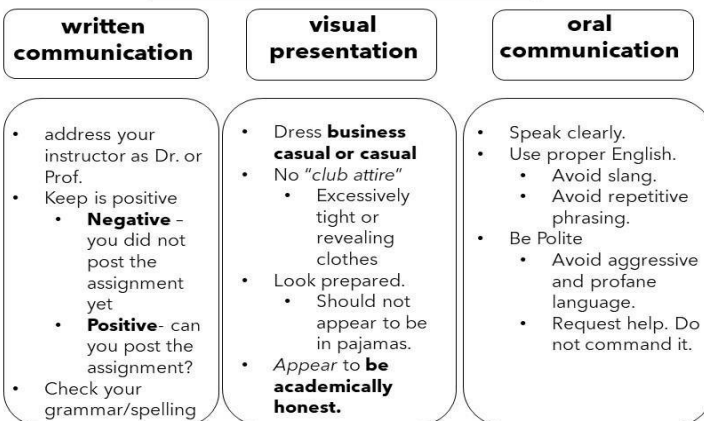 written
communication
visual
presentation
oral
communication
• address your
instructor as Dr. or
Prof.
• Keep is positive
• Negative –
you did not
post the
assignment
yet
• Positive- can
you post the
assignment?
• Check your
grammar/spelling
• Dress business
casual or casual
• No "club attire"
• Excessively
tight or
revealing
clothes
• Look prepared.
• Should not
appear to be
in pajamas.
• Appear to be
academically
honest.
• Speak clearly.
• Use proper English.
• Avoid slang.
• Avoid repetitive
phrasing.
• Be Polite
• Avoid aggressive
and profane
language.
• Request help. Do
not command it.